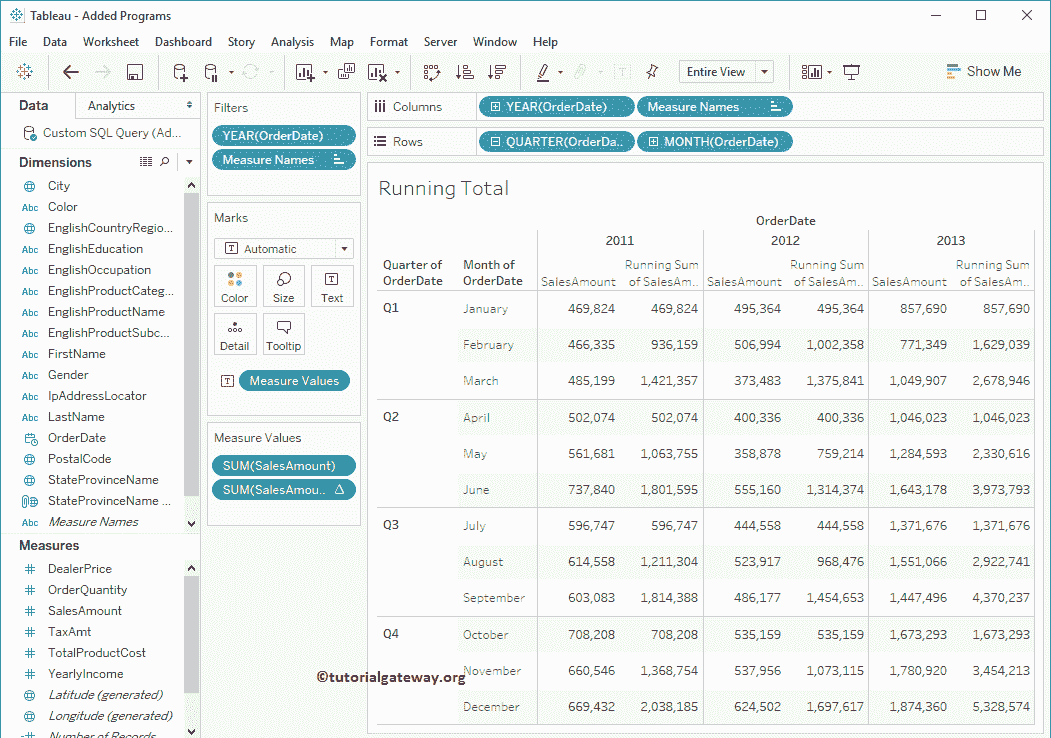 Tableau - Added Programs
File Data Worksheet Dashboard Story Analysis Map Format Server Window Help
Entire View
Show Me
Data Analytics
Custom SQL Query (Ad...
Dimensions
City
Abc Color
EnglishCountryRegio...
Abc EnglishEducation
Abc EnglishOccupation
Abc EnglishProductCateg...
Abc EnglishProductName
Abc EnglishProductSubc...
Abc FirstName
Abc Gender
Abc IpAddressLocator
Abc LastName
OrderDate
PostalCode
StateProvinceName
StateProvinceName ...
Abc Measure Names
Measures
# DealerPrice
# OrderQuantity
# SalesAmount
# TaxAmt
# TotalProductCost
# YearlyIncome
Latitude (generated)
Longitude (generated)
# Number of Records
Filters
YEAR(OrderDate)
Measure Names
Marks
T Automatic
Color Size T Text
Detail Tooltip
T Measure Values
Measure Values
SUM(SalesAmount)
SUM(SalesAmou.. Δ
Columns YEAR(OrderDate) Measure Names
Rows QUARTER(OrderDa.. MONTH(OrderDate)
Running Total
OrderDate
2011 2012 2013
Quarter of Month of Running Sum Running Sum Running Sum
OrderDate OrderDate SalesAmount of SalesAm.. SalesAmount of SalesAm.. SalesAmount of SalesAm..
Q1 January 469,824 469,824 495,364 495,364 857,690 857,690
February 466,335 936,159 506,994 1,002,358 771,349 1,629,039
March 485,199 1,421,357 373,483 1,375,841 1,049,907 2,678,946
Q2 April 502,074 502,074 400,336 400,336 1,046,023 1,046,023
May 561,681 1,063,755 358,878 759,214 1,284,593 2,330,616
June 737,840 1,801,595 555,160 1,314,374 1,643,178 3,973,793
Q3 July 596,747 596,747 444,558 444,558 1,371,676 1,371,676
August 614,558 1,211,304 523,917 968,476 1,551,066 2,922,741
September 603,083 1,814,388 486,177 1,454,653 1,447,496 4,370,237
Q4 October 708,208 708,208 535,159 535,159 1,673,293 1,673,293
November 660,546 1,368,754 537,956 1,073,115 1,780,920 3,454,213
©tutorialgateway.org
December 669,432 2,038,185 624,502 1,697,617 1,874,360 5,328,574